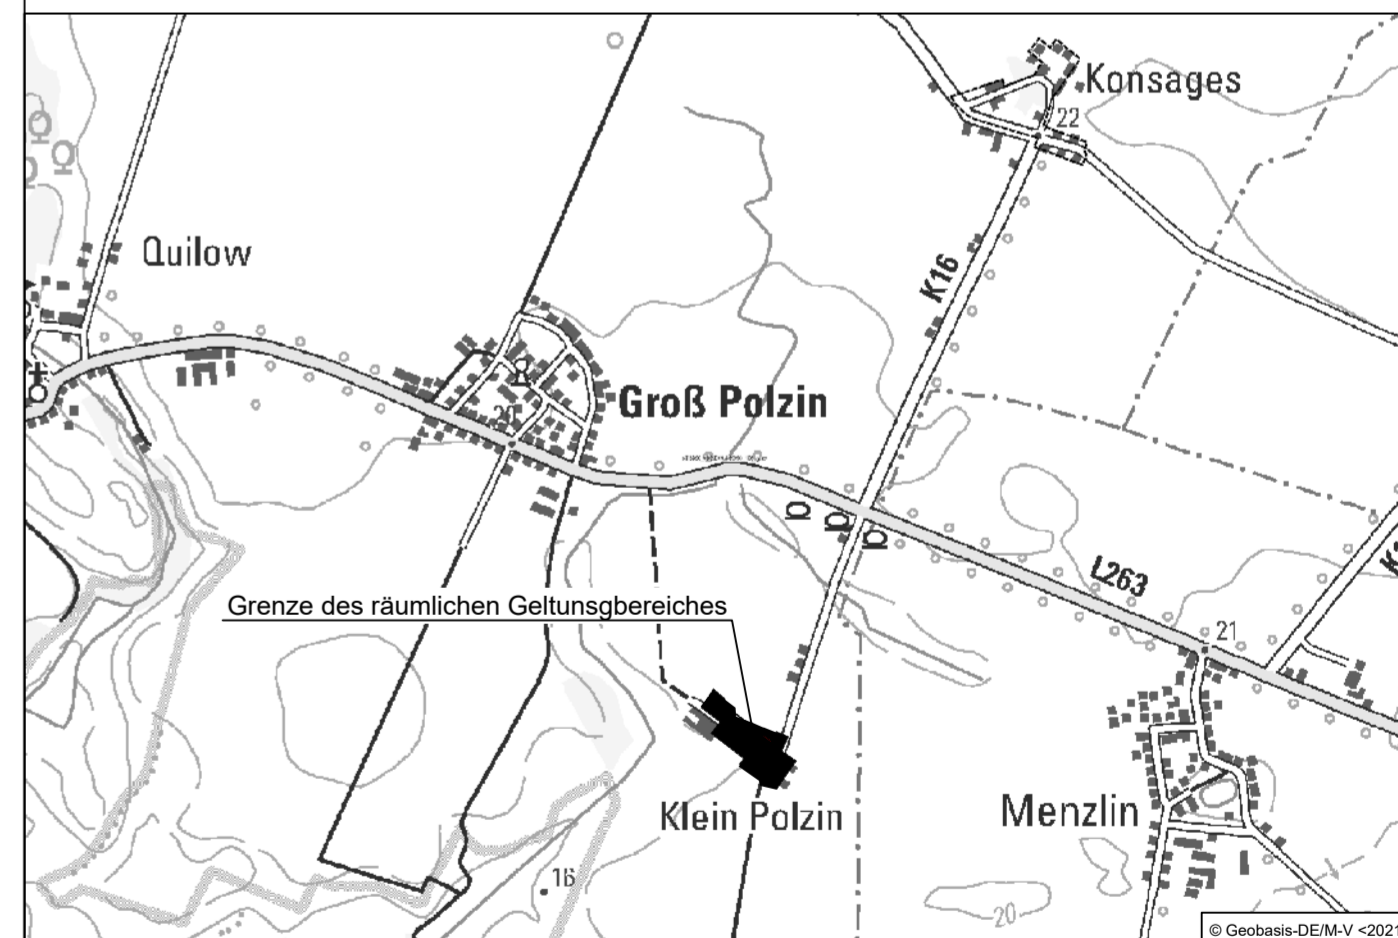 Konsages
22
Quilow
K16
Groß Polzin
20
L263
Grenze des räumlichen Geltunsgbereiches
21
Klein Polzin
Menzlin
16
20
© Geobasis-DE/M-V <202